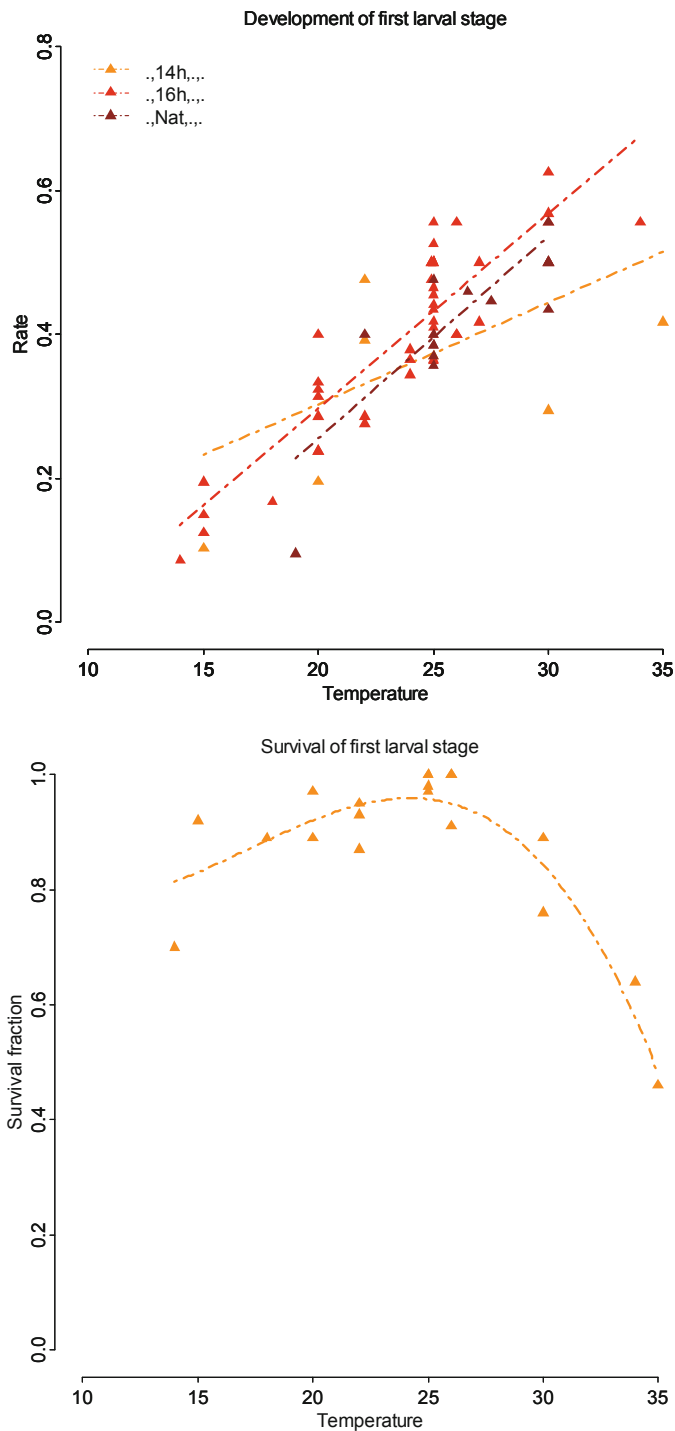 Development of first larval stage
0.8
.,14h,.,.
.,16h,.,.
.,Nat,.,.
0.6
Rate
0.4
0.2
0.0
10 15 20 25 30 35
Temperature
Survival of first larval stage
1.0
0.8
0.6
Survival fraction
0.4
0.2
0.0
10 15 20 25 30 35
Temperature